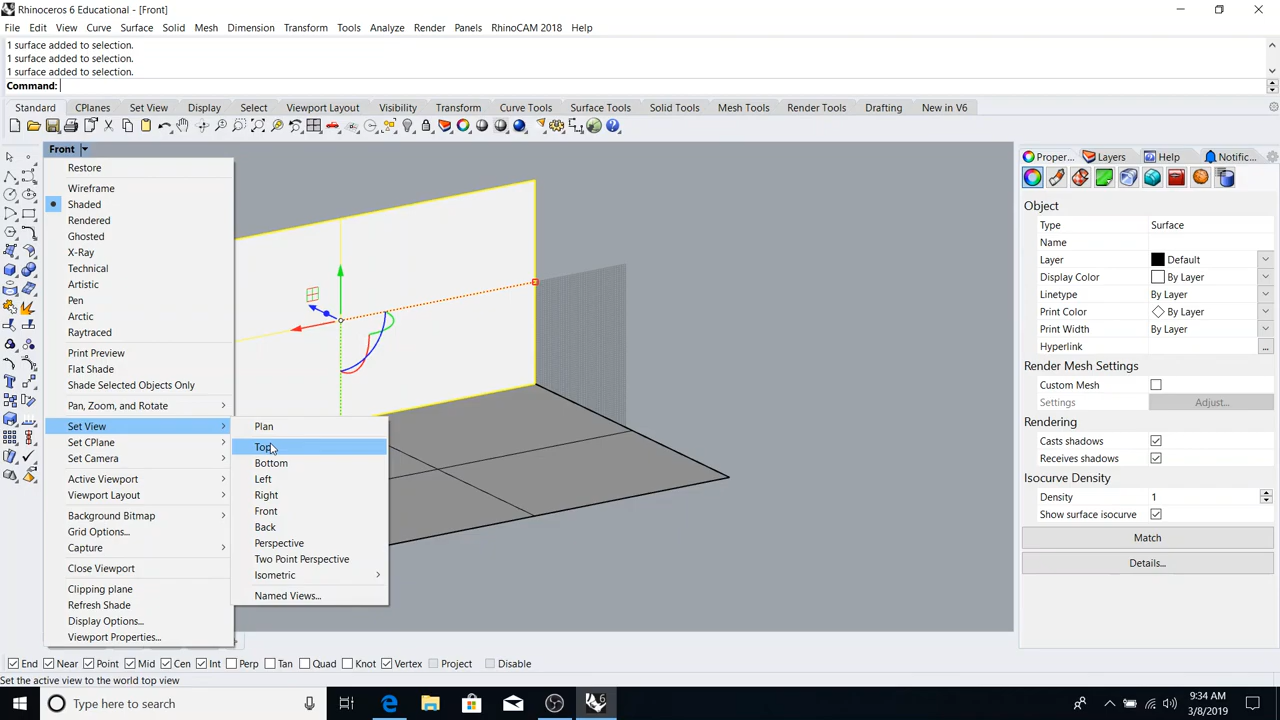 Rhinoceros 6 Educational - [Front]
File Edit View Curve Surface Solid Mesh Dimension Transform Tools Analyze Render Panels RhinoCAM 2018 Help
1 surface added to selection.
1 surface added to selection.
1 surface added to selection.
Command:
Standard CPlanes Set View Display Select Viewport Layout Visibility Transform Curve Tools Surface Tools Solid Tools Mesh Tools Render Tools Drafting New in V6
Front
Restore
Wireframe
Shaded
Rendered
Ghosted
X-Ray
Technical
Artistic
Pen
Arctic
Raytraced
Print Preview
Flat Shade
Shade Selected Objects Only
Pan, Zoom, and Rotate
Set View
Set CPlane
Set Camera
Active Viewport
Viewport Layout
Background Bitmap
Grid Options...
Capture
Close Viewport
Clipping plane
Refresh Shade
Display Options...
Viewport Properties...
Plan
Top
Bottom
Left
Right
Front
Back
Perspective
Two Point Perspective
Isometric
Named Views...
Proper... Layers Help Notific...
Object
Type Surface
Name
Layer Default
Display Color By Layer
Linetype By Layer
Print Color By Layer
Print Width By Layer
Hyperlink ...
Render Mesh Settings
Custom Mesh
Settings Adjust...
Rendering
Casts shadows
Receives shadows
Isocurve Density
Density 1
Show surface isocurve
Match
Details...
End Near Point Mid Cen Int Perp Tan Quad Knot Vertex Project Disable
Set the active view to the world top view
Type here to search
9:34 AM
3/8/2019